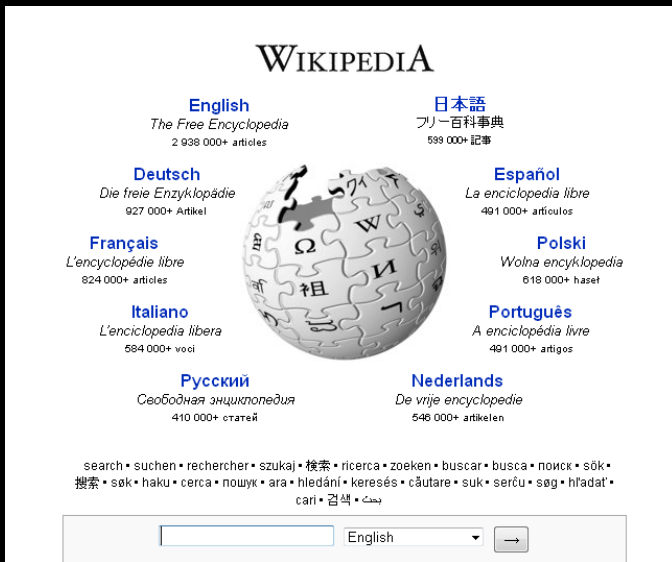 WIKIPEDIA
English
The Free Encyclopedia
2 938 000+ articles
日本語
フリー百科事典
599 000+ 記事
Deutsch
Die freie Enzyklopädie
927 000+ Artikel
Español
La enciclopedia libre
491 000+ artículos
Français
L'encyclopédie libre
824 000+ articles
Polski
Wolna encyklopedia
618 000+ haseł
Italiano
L'enciclopedia libera
584 000+ voci
Português
A enciclopédia livre
491 000+ artigos
Русский
Свободная энциклопедия
410 000+ статей
Nederlands
De vrije encyclopedie
546 000+ artikelen
Ω W
祖 И
search • suchen • rechercher • szukaj • 検索 • ricerca • zoeken • buscar • busca • поиск • sök •
搜索 • søk • haku • cerca • пошук • ara • hledání • keresés • căutare • suk • serĉu • søg • hľadať •
cari • 검색 • بحث
English →